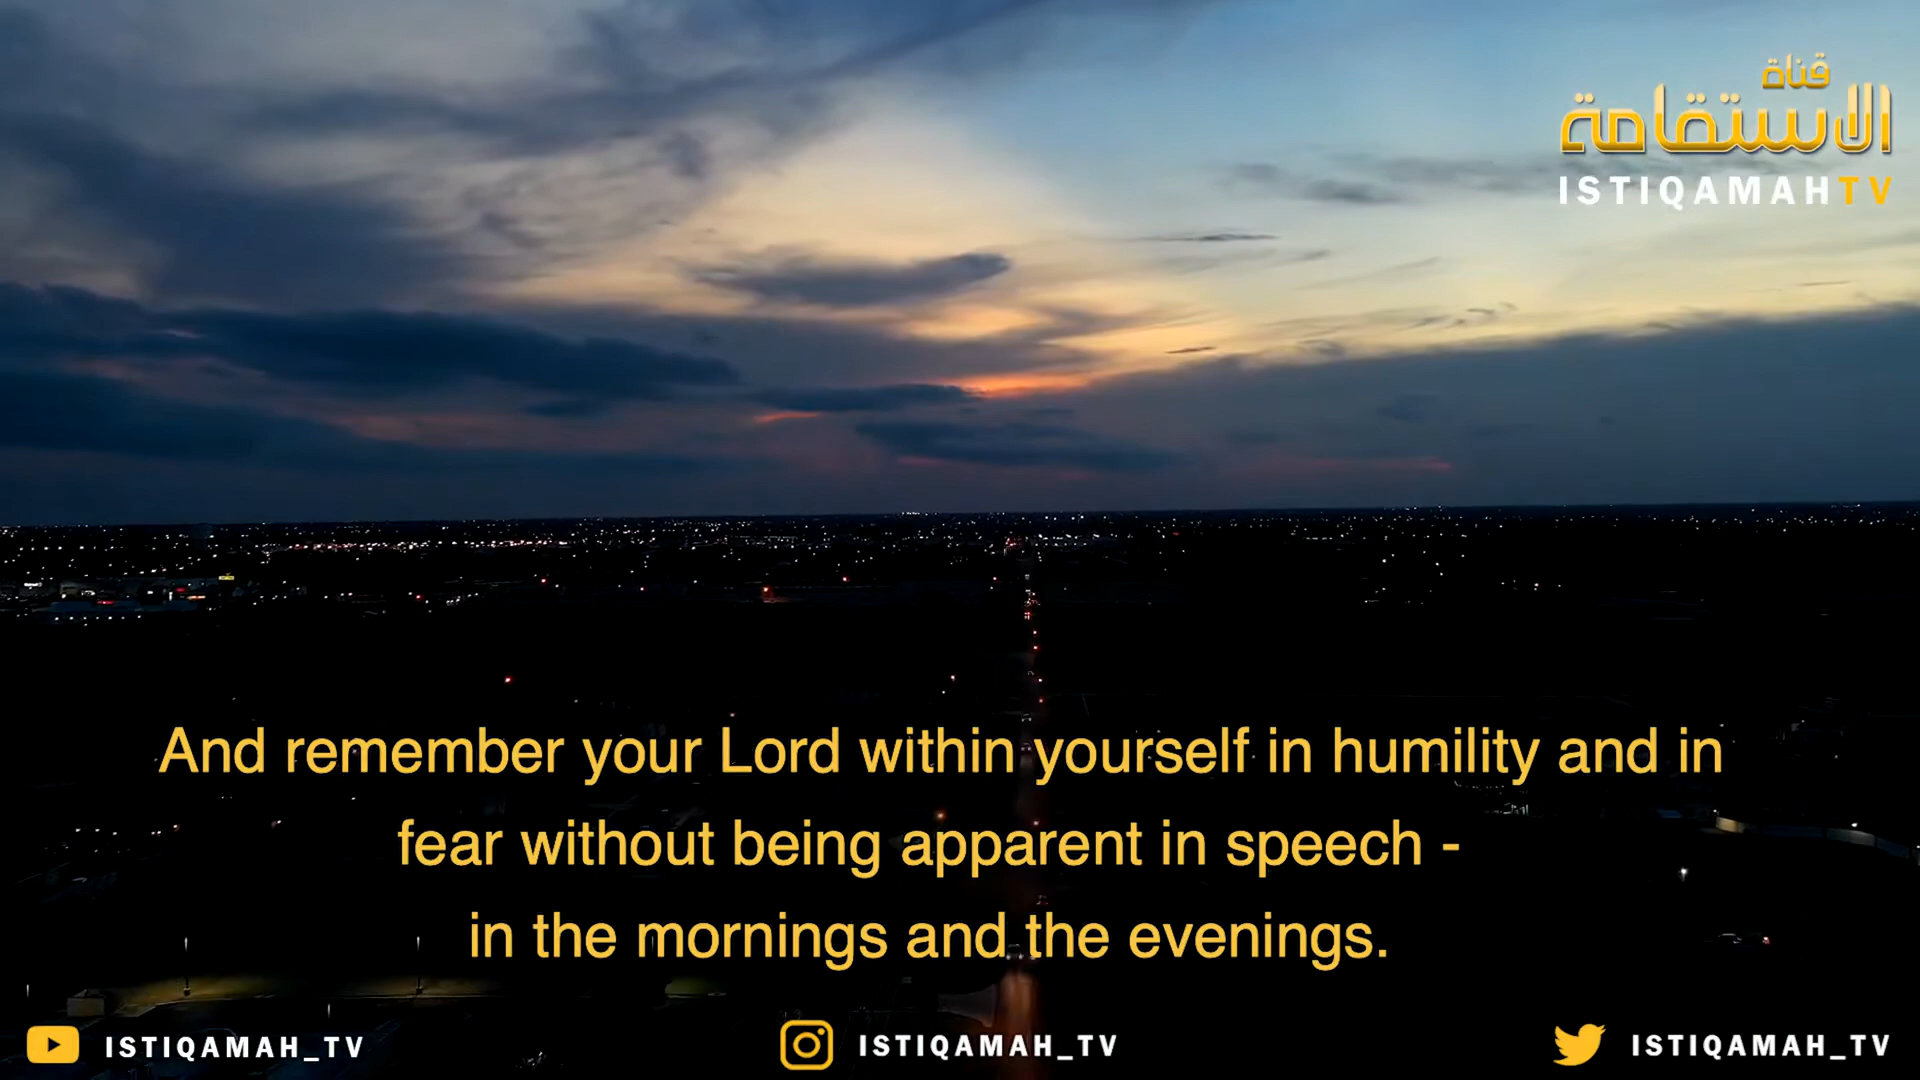 قناة
الاستقامة
ISTIQAMAHTV
And remember your Lord within yourself in humility and in
fear without being apparent in speech -
in the mornings and the evenings.
ISTIQAMAH_TV
ISTIQAMAH_TV
ISTIQAMAH_TV